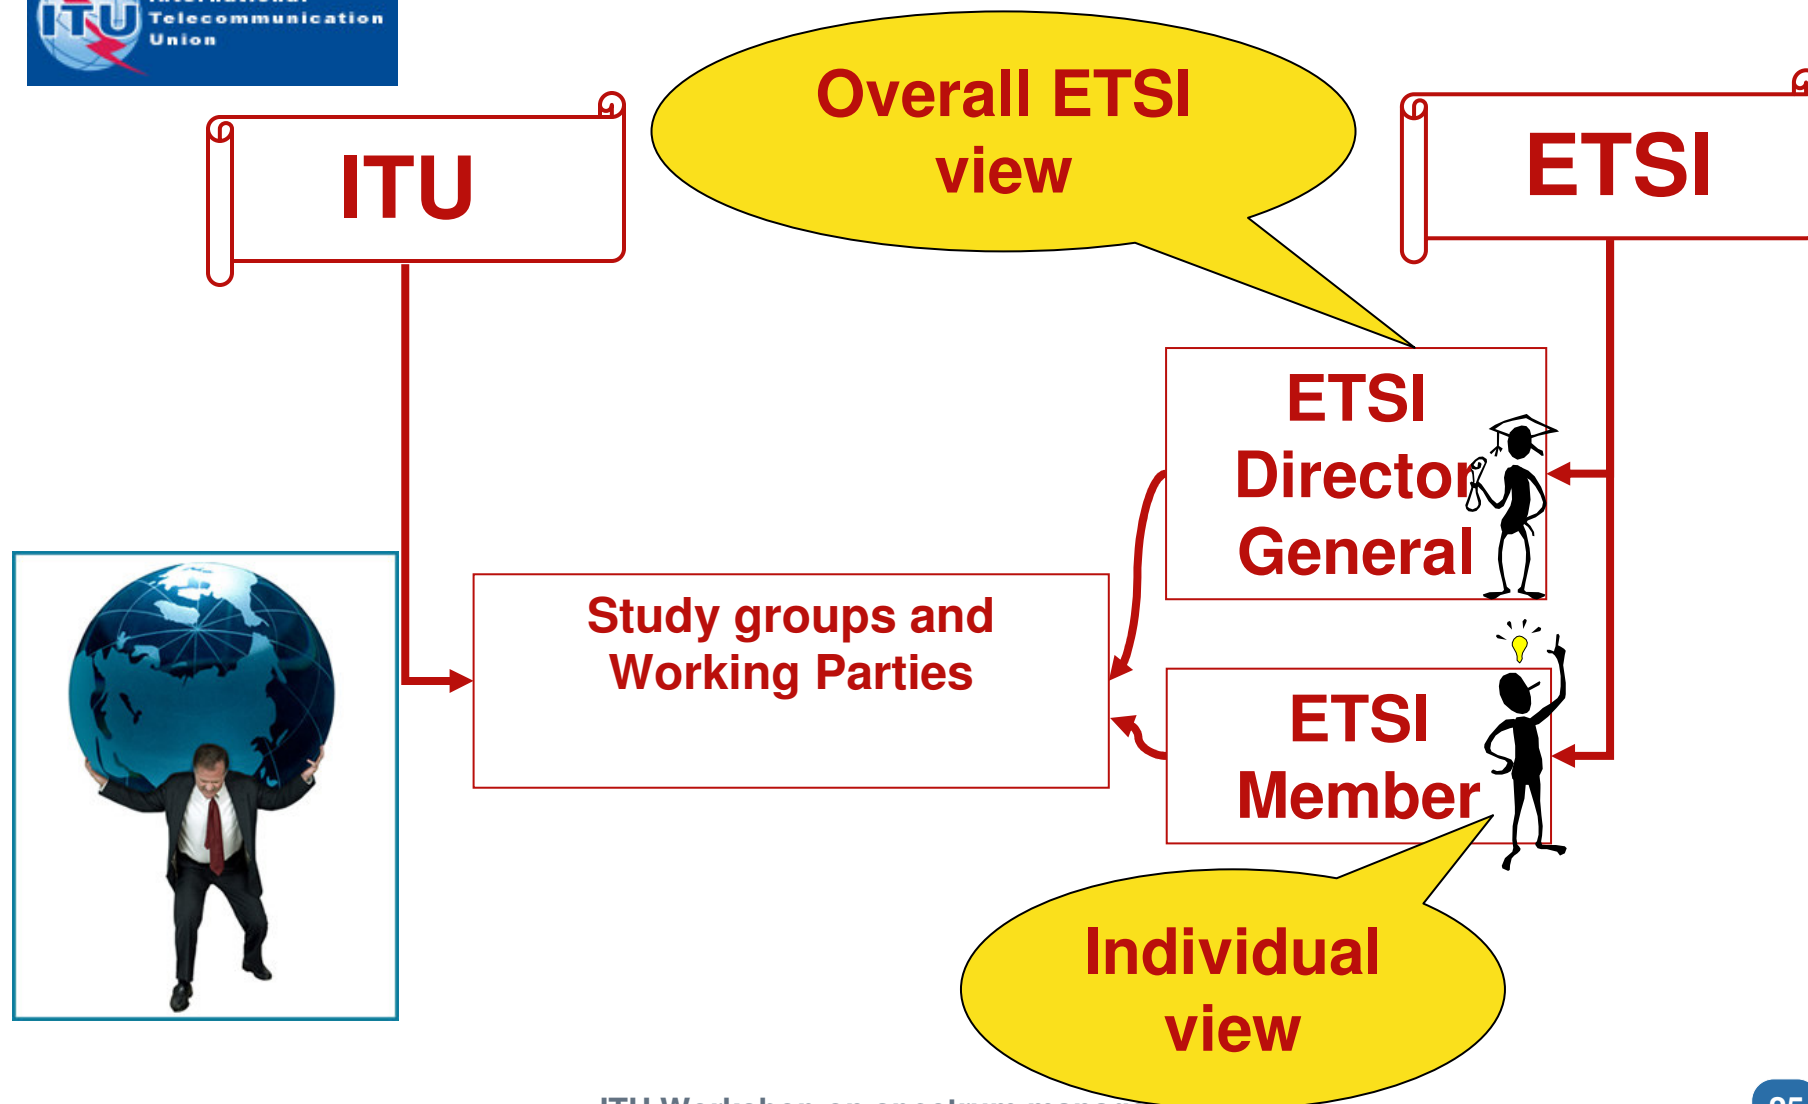 Telecommunication
Union
ITU
Overall ETSI
view
ETSI
ITU
ETSI
Director
General
Study groups and
Working Parties
ETSI
Member
Individual
view